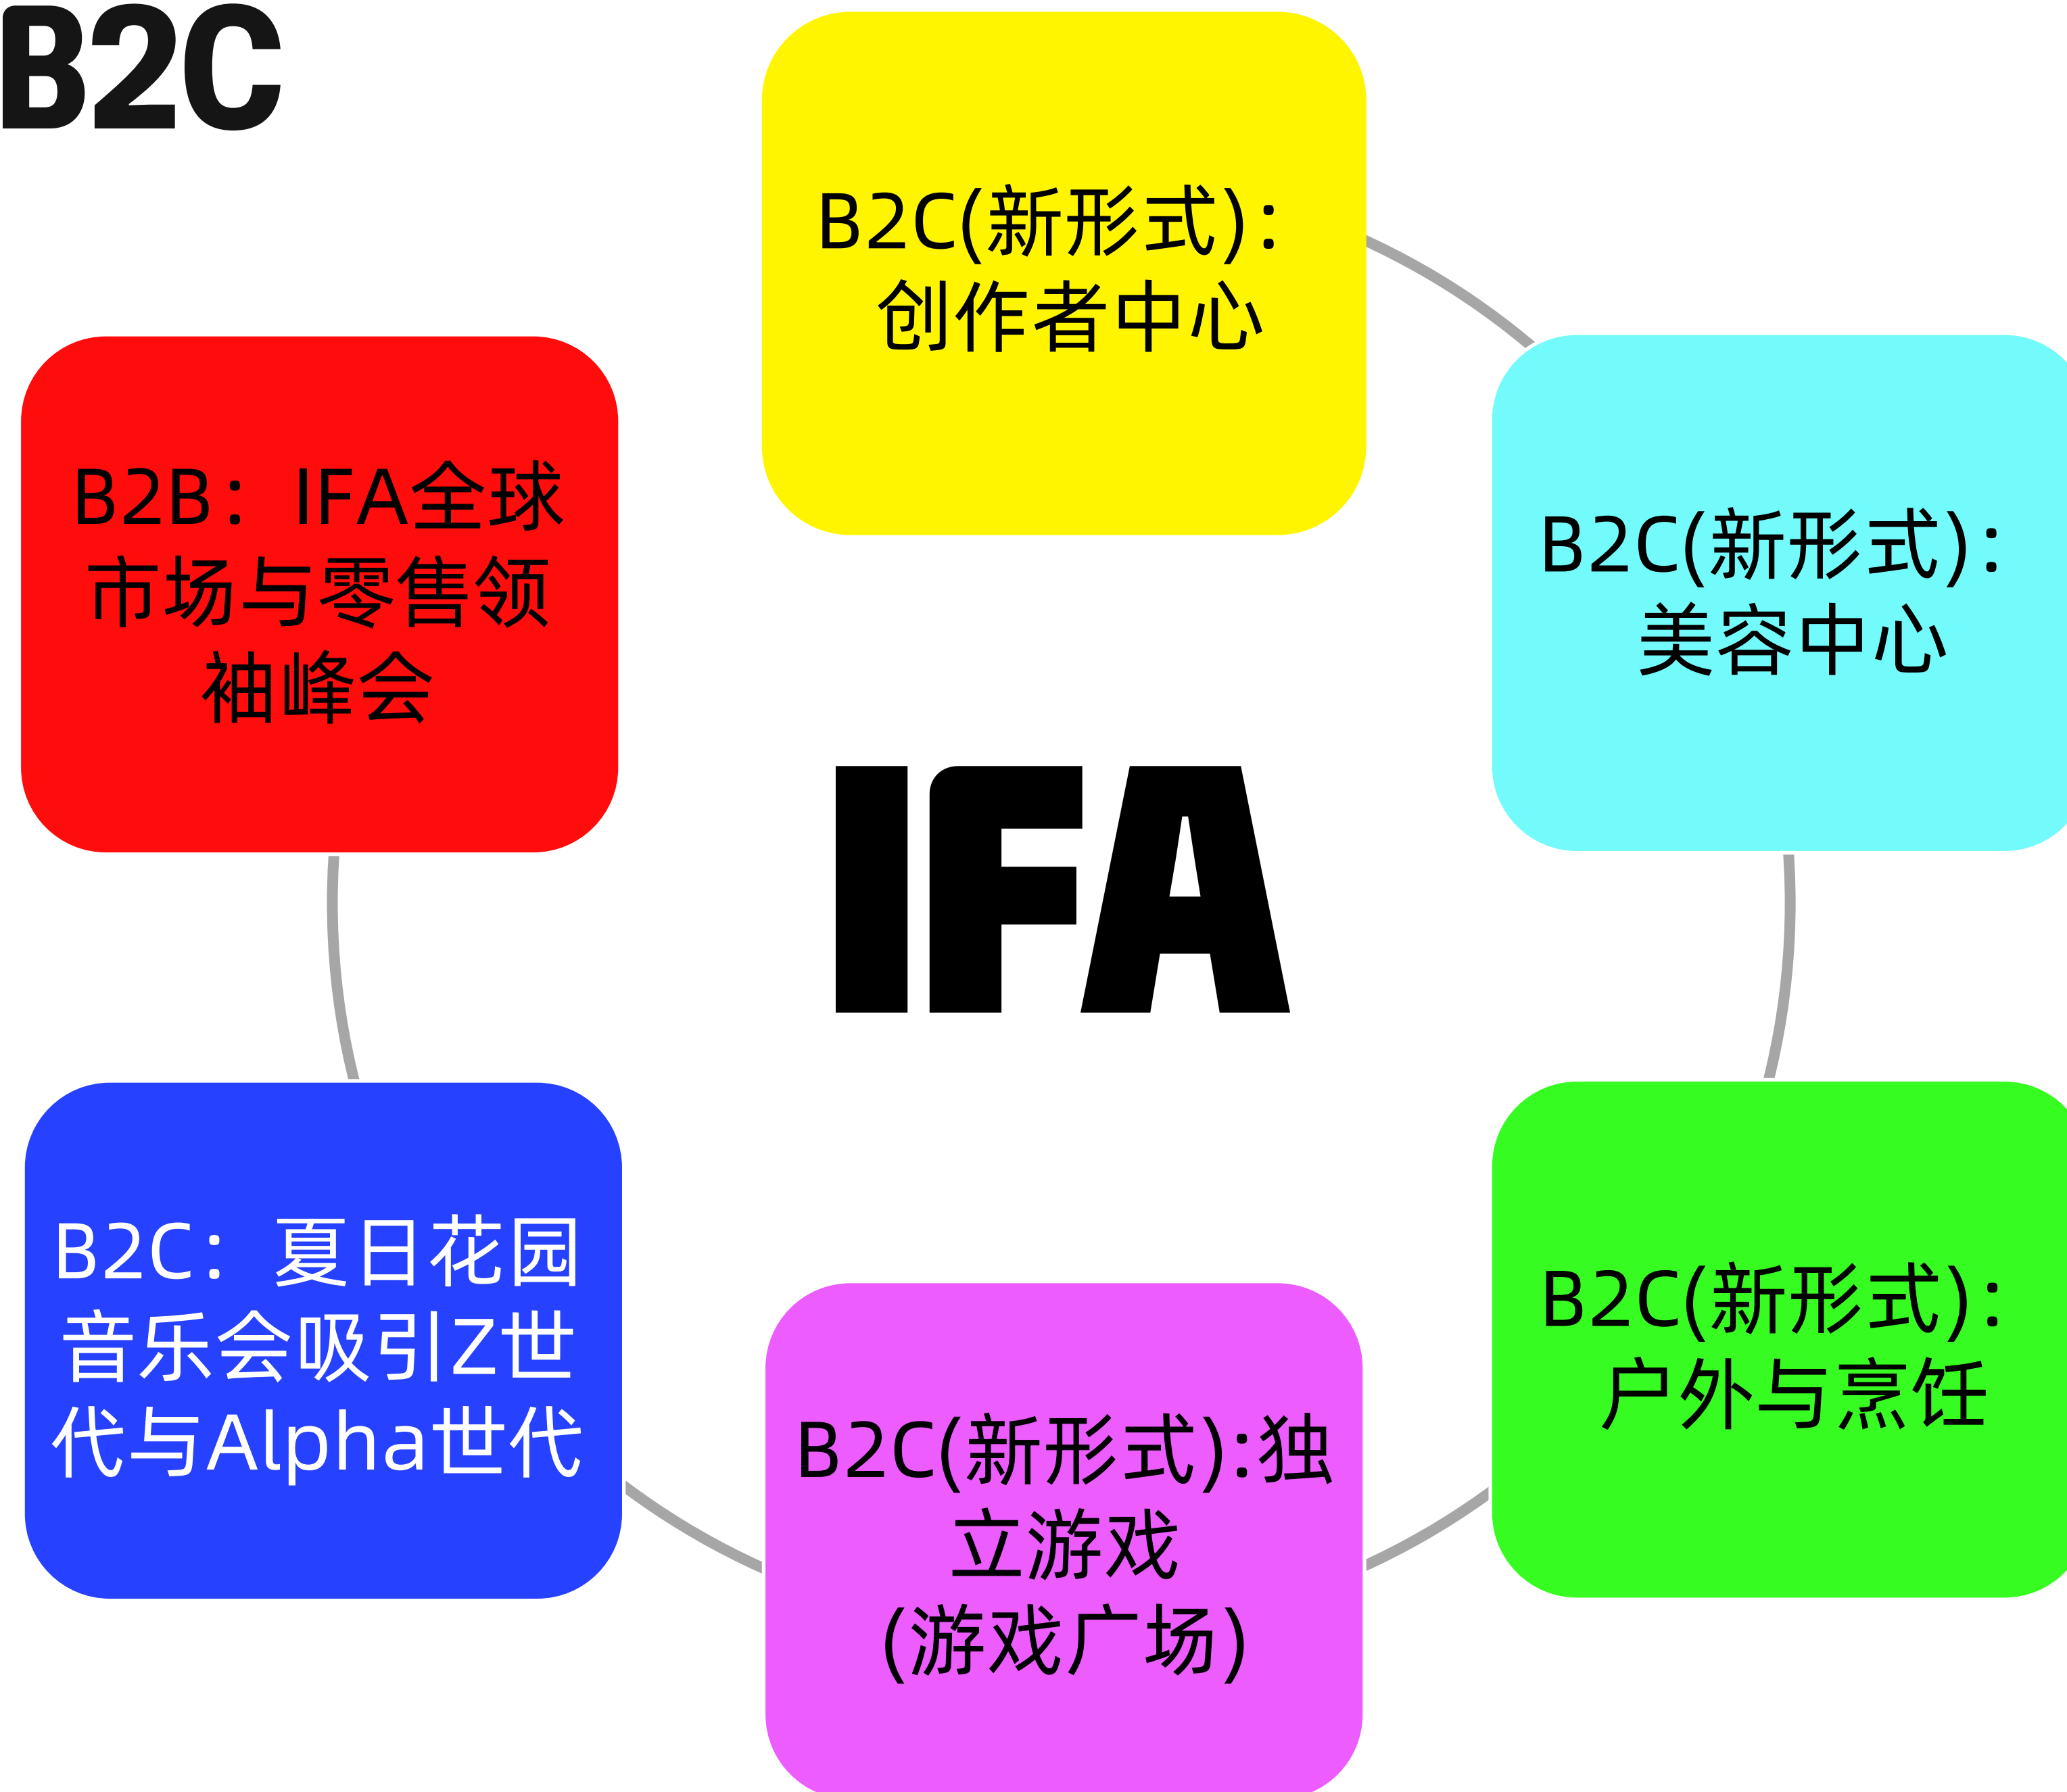 B2C
B2C(新形式)：
创作者中心
B2C(新形式)：
美容中心
B2C(新形式)：
户外与烹饪
B2C(新形式)：独
立游戏
(游戏广场)
B2C：夏日花园
音乐会吸引Z世
代与Alpha世代
B2B：IFA全球
市场与零售领
袖峰会
IFA